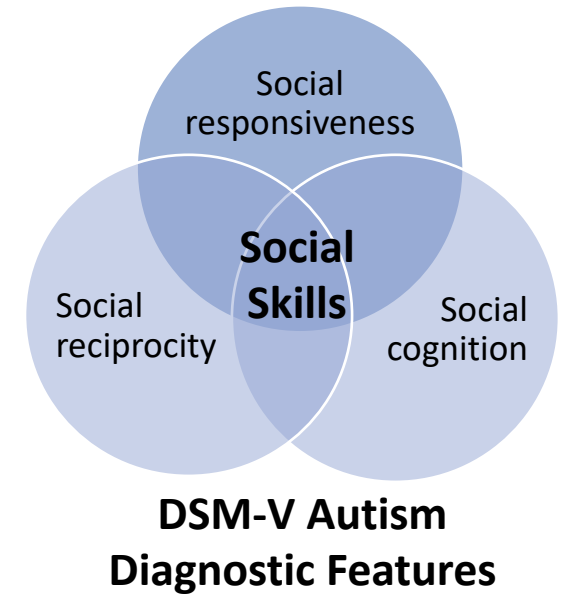 Social
responsiveness
Social
Skills
Social
reciprocity
Social
cognition
DSM-V Autism
Diagnostic Features